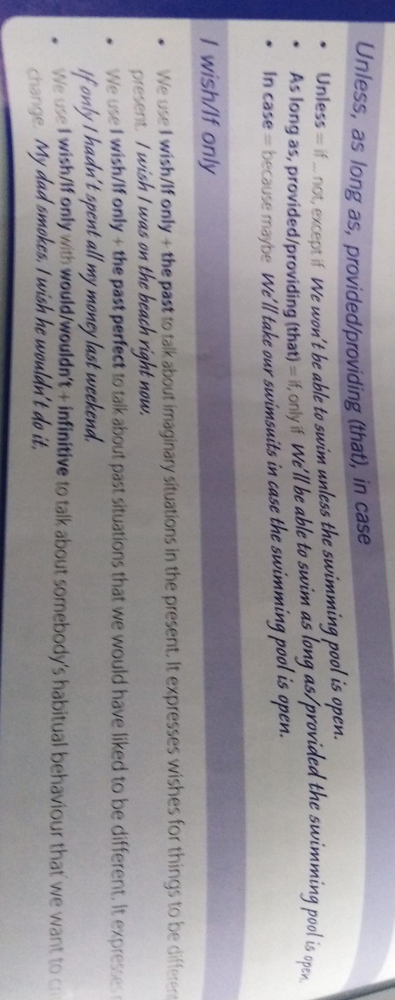 Unless, as long as, provided/providing (that), in case
• Unless = if ... not, except if We won't be able to swim unless the swimming pool is open.
• As long as, provided/providing (that) = if, only if We'll be able to swim as long as/provided the swimming pool is open.
• In case = because maybe We'll take our swimsuits in case the swimming pool is open.
I wish/If only
• We use I wish/If only + the past to talk about imaginary situations in the present. It expresses wishes for things to be different
present. I wish I was on the beach right now.
• We use I wish/If only + the past perfect to talk about past situations that we would have liked to be different. It expresses
If only I hadn't spent all my money last weekend.
• We use I wish/If only with would/wouldn't + infinitive to talk about somebody's habitual behaviour that we want to
change. My dad smokes. I wish he wouldn't do it.